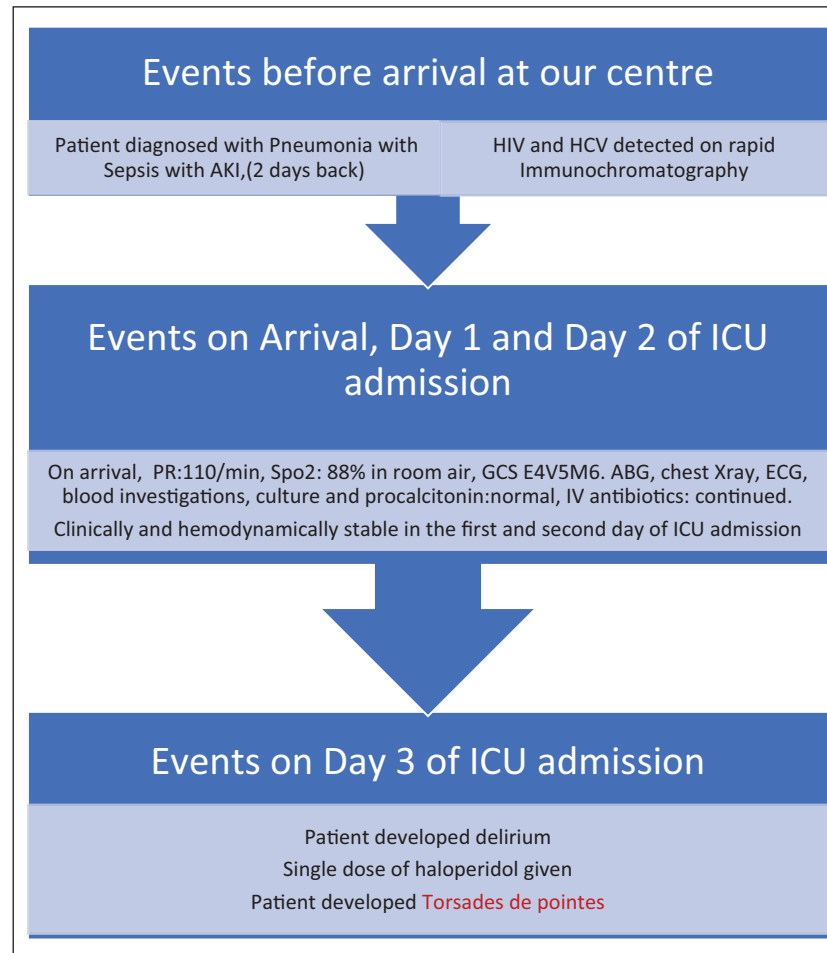 Events before arrival at our centre
Patient diagnosed with Pneumonia with
Sepsis with AKI,(2 days back)
HIV and HCV detected on rapid
Immunochromatography
Events on Arrival, Day 1 and Day 2 of ICU
admission
On arrival, PR:110/min, Spo2: 88% in room air, GCS E4V5M6. ABG, chest Xray, ECG,
blood investigations, culture and procalcitonin:normal, IV antibiotics: continued.
Clinically and hemodynamically stable in the first and second day of ICU admission
Events on Day 3 of ICU admission
Patient developed delirium
Single dose of haloperidol given
Patient developed Torsades de pointes